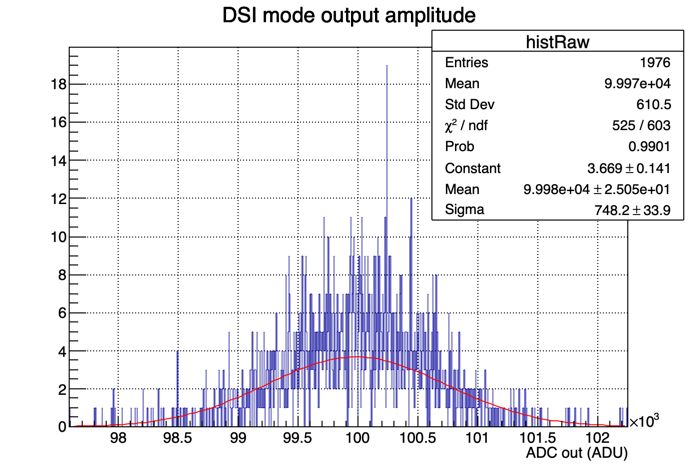 DSI mode output amplitude
histRaw
Entries 1976
Mean 9.997e+04
Std Dev 610.5
χ² / ndf 525 / 603
Prob 0.9901
Constant 3.669 ± 0.141
Mean 9.998e+04 ± 2.505e+01
Sigma 748.2 ± 33.9
18
16
14
12
10
8
6
4
2
0
98 98.5 99 99.5 100 100.5 101 101.5 102
×10³
ADC out (ADU)